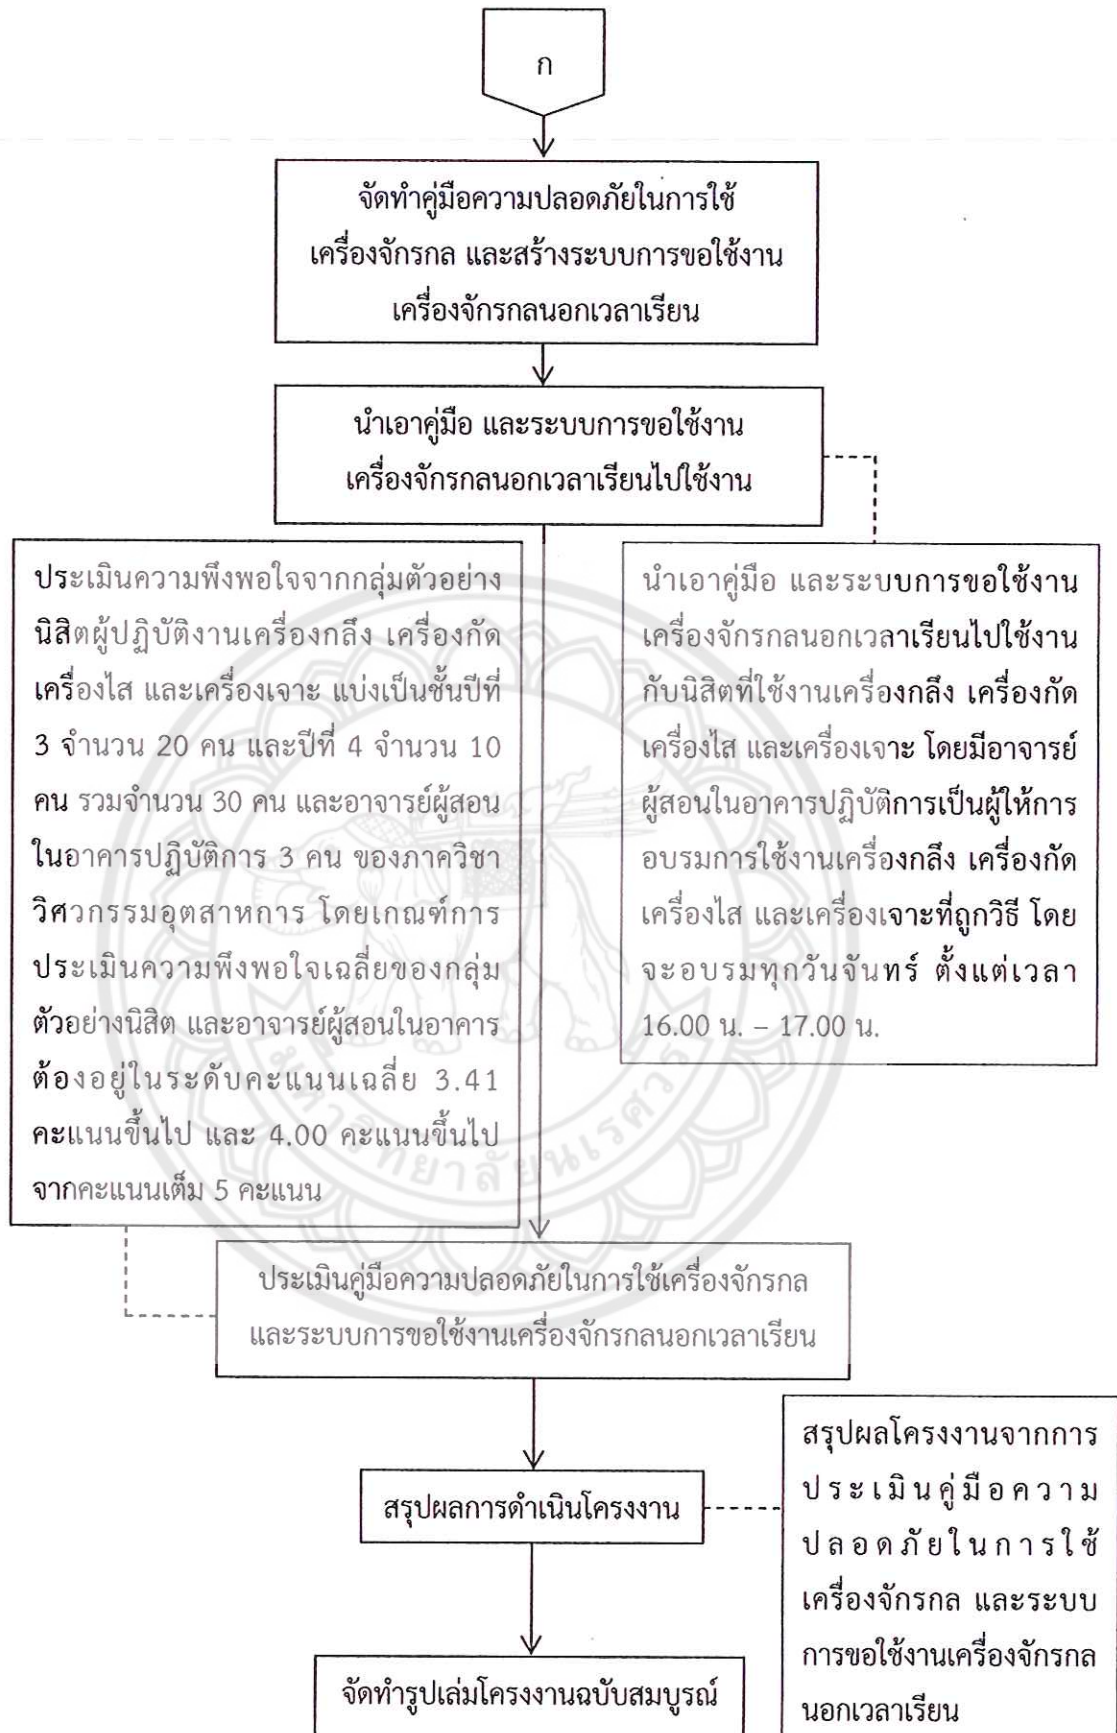 ก
จัดทำคู่มือความปลอดภัยในการใช้
เครื่องจักรกล และสร้างระบบการขอใช้งาน
เครื่องจักรกลนอกเวลาเรียน
นำเอาคู่มือ และระบบการขอใช้งาน
เครื่องจักรกลนอกเวลาเรียนไปใช้งาน
ประเมินความพึงพอใจจากกลุ่มตัวอย่าง
นิสิตผู้ปฏิบัติงานเครื่องกลึง เครื่องกัด
เครื่องไส และเครื่องเจาะ แบ่งเป็นชั้นปีที่
3 จำนวน 20 คน และปีที่ 4 จำนวน 10
คน รวมจำนวน 30 คน และอาจารย์ผู้สอน
ในอาคารปฏิบัติการ 3 คน ของภาควิชา
วิศวกรรมอุตสาหการ โดยเกณฑ์การ
ประเมินความพึงพอใจเฉลี่ยของกลุ่ม
ตัวอย่างนิสิต และอาจารย์ผู้สอนในอาคาร
ต้องอยู่ในระดับคะแนนเฉลี่ย 3.41
คะแนนขึ้นไป และ 4.00 คะแนนขึ้นไป
จากคะแนนเต็ม 5 คะแนน
นำเอาคู่มือ และระบบการขอใช้งาน
เครื่องจักรกลนอกเวลาเรียนไปใช้งาน
กับนิสิตที่ใช้งานเครื่องกลึง เครื่องกัด
เครื่องไส และเครื่องเจาะ โดยมีอาจารย์
ผู้สอนในอาคารปฏิบัติการเป็นผู้ให้การ
อบรมการใช้งานเครื่องกลึง เครื่องกัด
เครื่องไส และเครื่องเจาะที่ถูกวิธี โดย
จะอบรมทุกวันจันทร์ ตั้งแต่เวลา
16.00 น. – 17.00 น.
มหาวิทยาลัยนเรศวร
ประเมินคู่มือความปลอดภัยในการใช้เครื่องจักรกล
และระบบการขอใช้งานเครื่องจักรกลนอกเวลาเรียน
สรุปผลการดำเนินโครงงาน
สรุปผลโครงงานจากการ
ประเมินคู่มือความ
ปลอดภัยในการใช้
เครื่องจักรกล และระบบ
การขอใช้งานเครื่องจักรกล
นอกเวลาเรียน
จัดทำรูปเล่มโครงงานฉบับสมบูรณ์